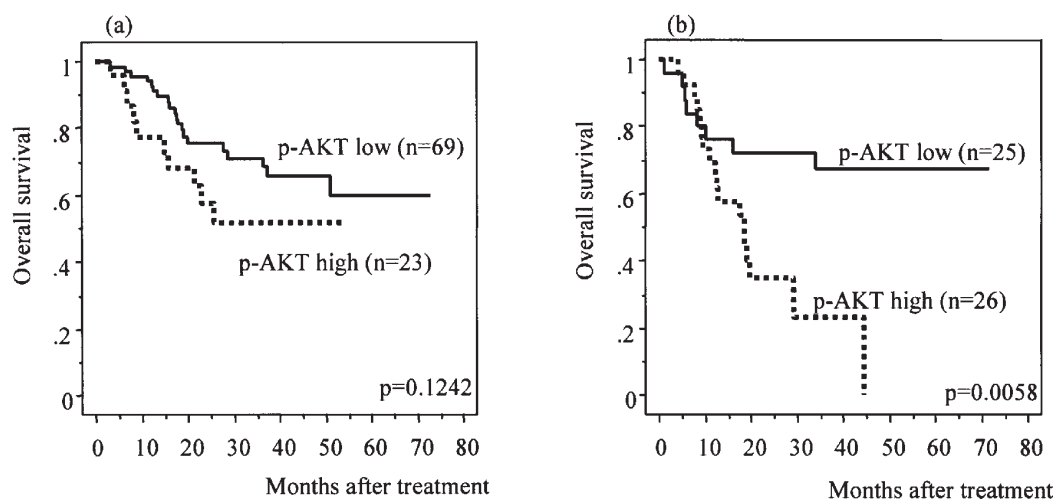 (a)
Overall survival
1
.8
.6
.4
.2
0
p-AKT low (n=69)
p-AKT high (n=23)
p=0.1242
0 10 20 30 40 50 60 70 80
Months after treatment
(b)
Overall survival
1
.8
.6
.4
.2
0
p-AKT low (n=25)
p-AKT high (n=26)
p=0.0058
0 10 20 30 40 50 60 70 80
Months after treatment